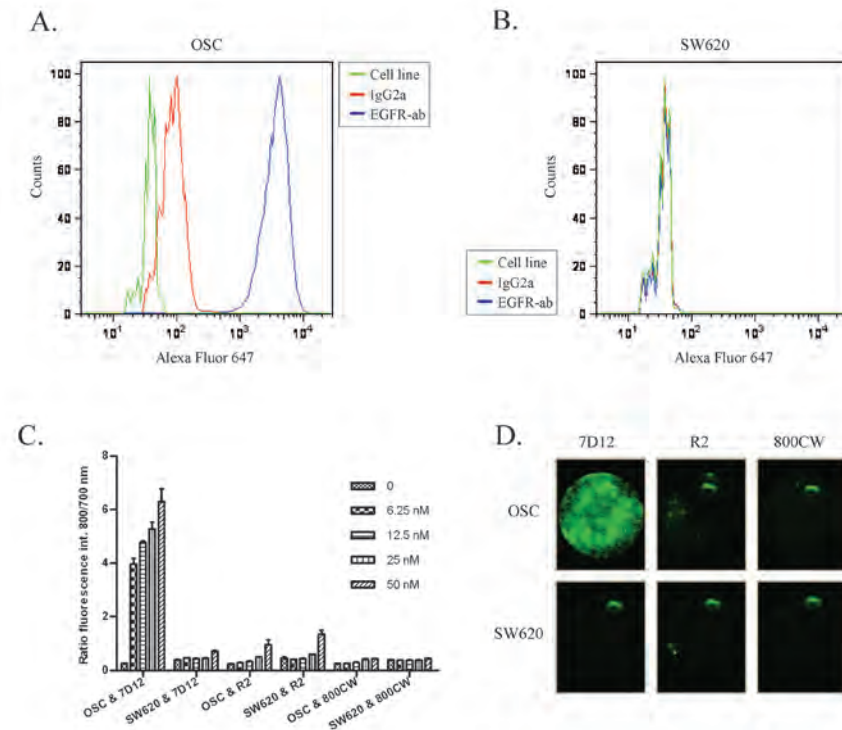 A.
OSC
100
80
60
40
20
0
Counts
10¹ 10² 10³ 10⁴
Alexa Fluor 647
Cell line
IgG2a
EGFR-ab
B.
SW620
100
80
60
40
20
0
Counts
10¹ 10² 10³ 10⁴
Alexa Fluor 647
Cell line
IgG2a
EGFR-ab
C.
Ratio fluorescence int. 800/700 nm
8
6
4
2
0
0
6.25 nM
12.5 nM
25 nM
50 nM
OSC & 7D12
SW620 & 7D12
OSC & R2
SW620 & R2
OSC & 800CW
SW620 & 800CW
D.
7D12 R2 800CW
OSC
SW620